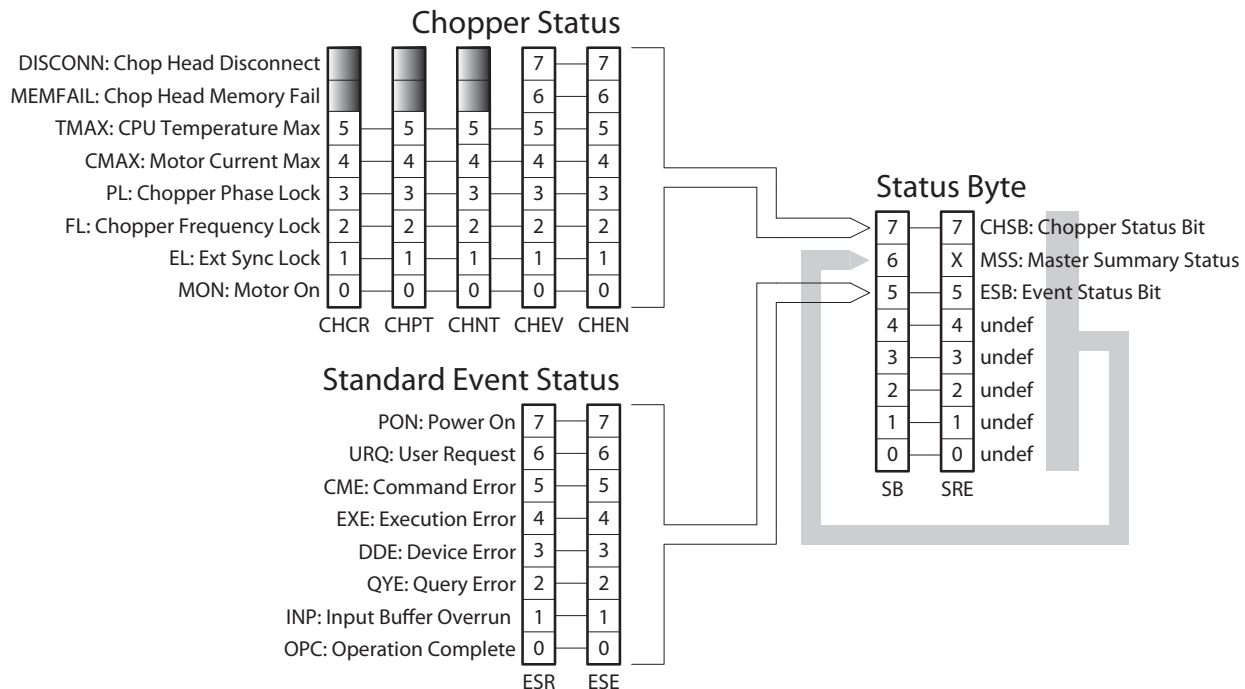 Chopper Status
DISCONN: Chop Head Disconnect 7 7
MEMFAIL: Chop Head Memory Fail 6 6
TMAX: CPU Temperature Max 5 5 5 5 5
CMAX: Motor Current Max 4 4 4 4 4
PL: Chopper Phase Lock 3 3 3 3 3
FL: Chopper Frequency Lock 2 2 2 2 2
EL: Ext Sync Lock 1 1 1 1 1
MON: Motor On 0 0 0 0 0
CHCR CHPT CHNT CHEV CHEN
Standard Event Status
PON: Power On 7 7
URQ: User Request 6 6
CME: Command Error 5 5
EXE: Execution Error 4 4
DDE: Device Error 3 3
QYE: Query Error 2 2
INP: Input Buffer Overrun 1 1
OPC: Operation Complete 0 0
ESR ESE
Status Byte
7 7 CHSB: Chopper Status Bit
6 X MSS: Master Summary Status
5 5 ESB: Event Status Bit
4 4 undef
3 3 undef
2 2 undef
1 1 undef
0 0 undef
SB SRE